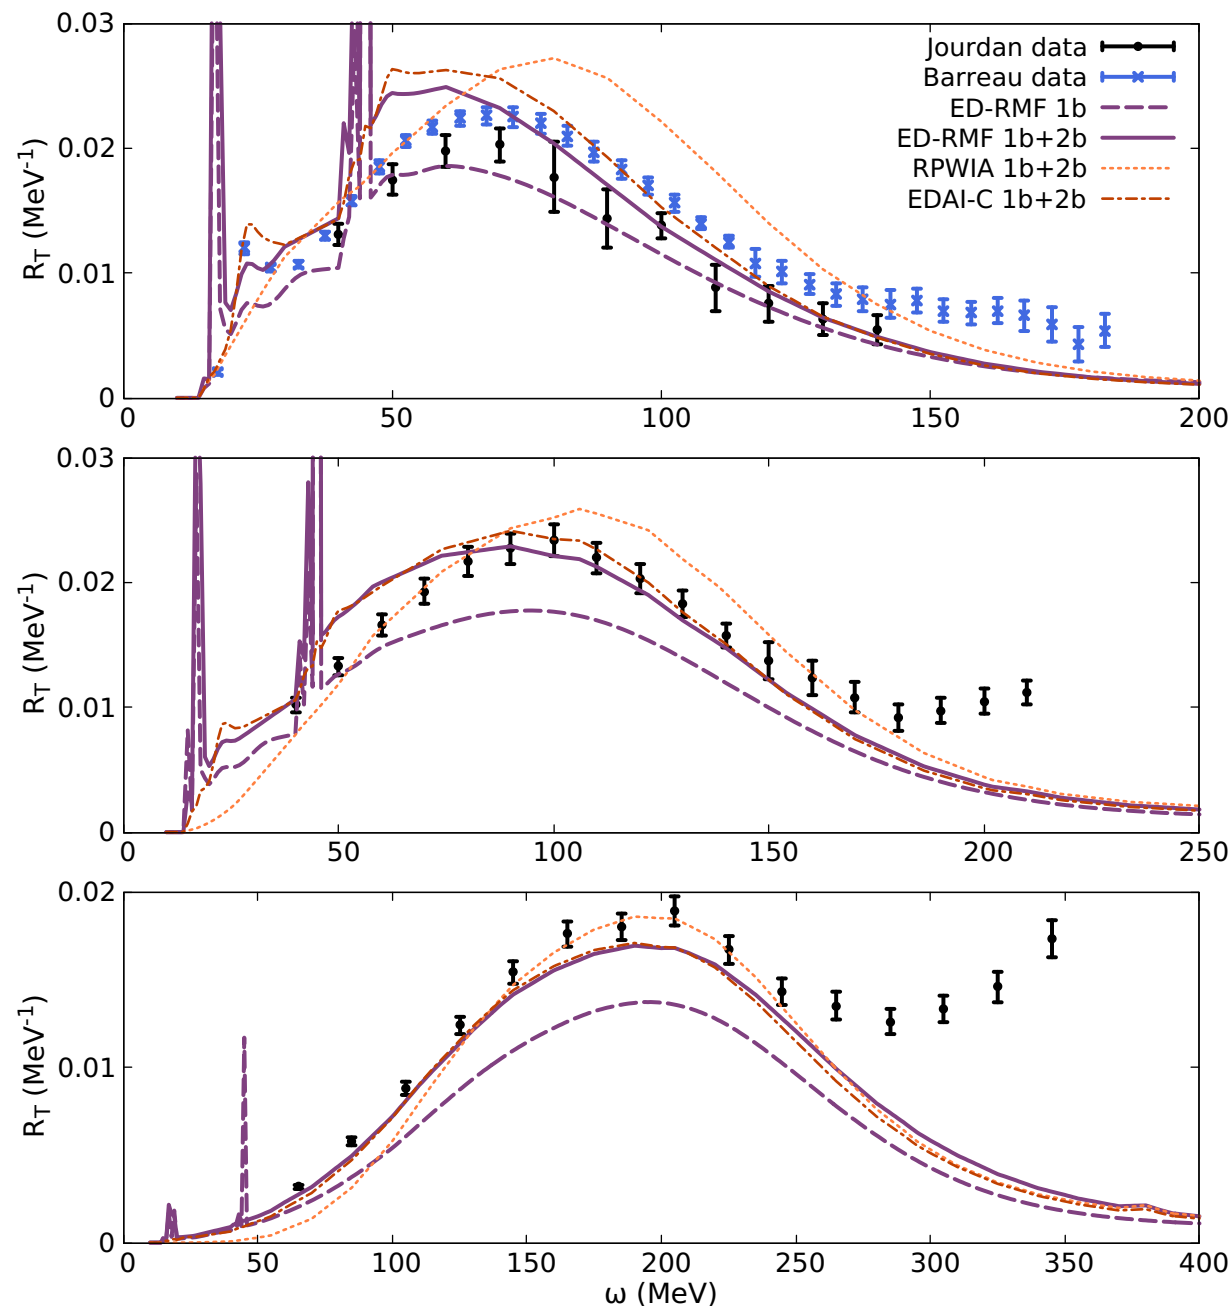 0.03
0.02
0.01
0
R_T (MeV⁻¹)
Jourdan data
Barreau data
ED-RMF 1b
ED-RMF 1b+2b
RPWIA 1b+2b
EDAI-C 1b+2b
0 50 100 150 200
0.03
0.02
0.01
0
R_T (MeV⁻¹)
0 50 100 150 200 250
0.02
0.01
0
R_T (MeV⁻¹)
0 50 100 150 200 250 300 350 400
ω (MeV)